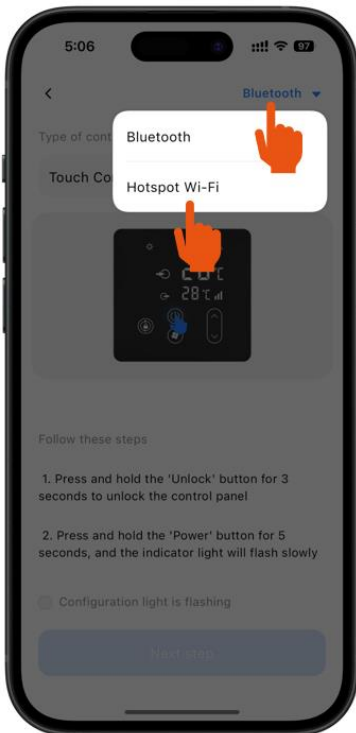 5:06
97
Bluetooth
Type of cont
Bluetooth
Touch Co
Hotspot Wi-Fi
28℃
Follow these steps
1. Press and hold the 'Unlock' button for 3
seconds to unlock the control panel
2. Press and hold the 'Power' button for 5
seconds, and the indicator light will flash slowly
Configuration light is flashing
Next step